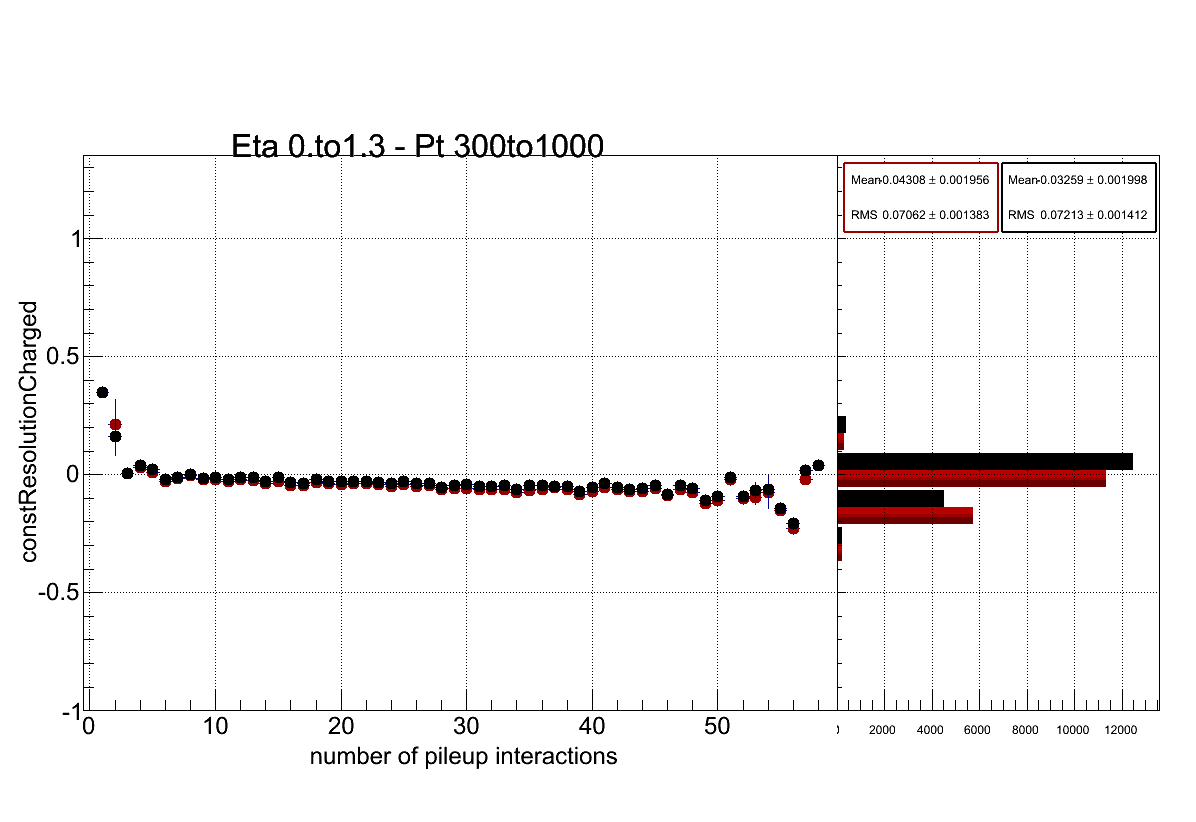 Eta 0.to1.3 - Pt 300to1000
Mean-0.04308 ± 0.001956
RMS 0.07062 ± 0.001383
Mean-0.03259 ± 0.001998
RMS 0.07213 ± 0.001412
constResolutionCharged
1
0.5
0
-0.5
-1
0 10 20 30 40 50
2000 4000 6000 8000 10000 12000
number of pileup interactions